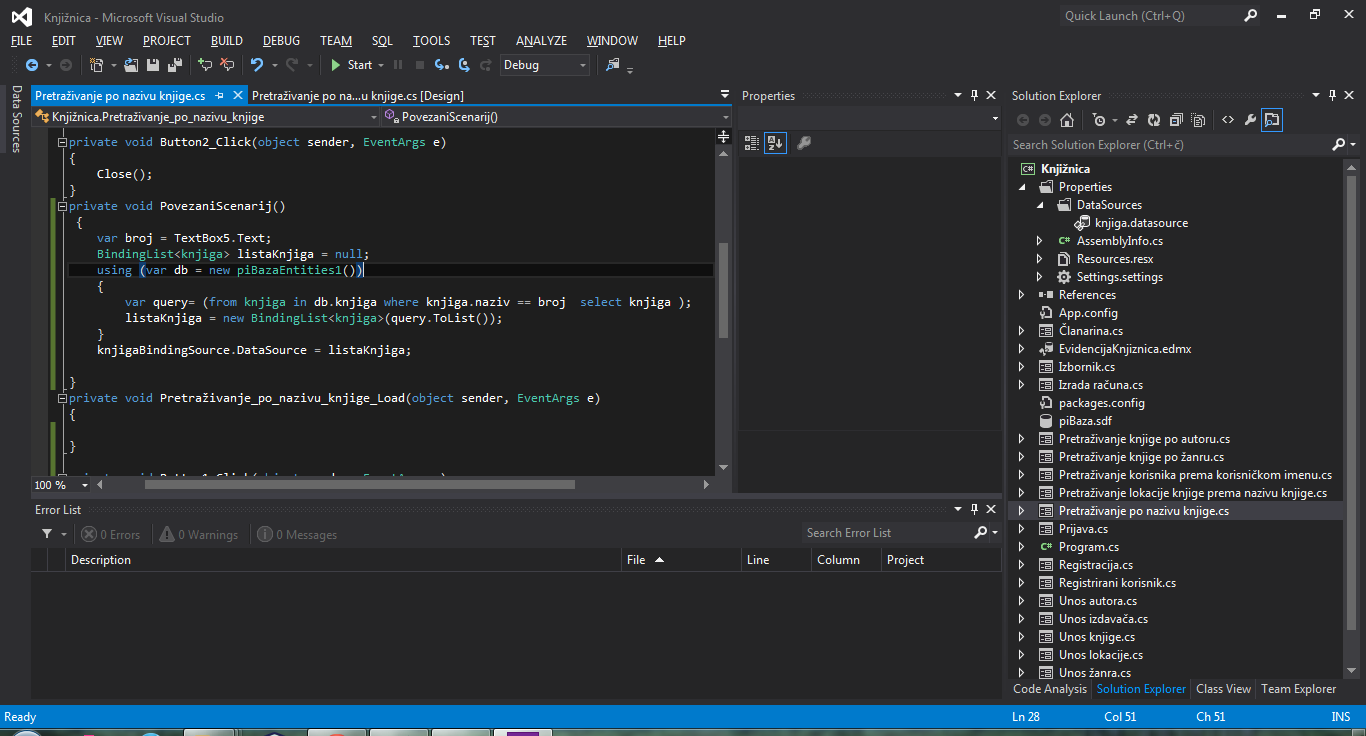 Knjižnica - Microsoft Visual Studio
Quick Launch (Ctrl+Q)
FILE EDIT VIEW PROJECT BUILD DEBUG TEAM SQL TOOLS TEST ANALYZE WINDOW HELP
Start Debug
Data Sources
Pretraživanje po nazivu knjige.cs Pretraživanje po na...u knjige.cs [Design]
Knjižnica.Pretraživanje_po_nazivu_knjige PovezaniScenarij()
private void Button2_Click(object sender, EventArgs e)
{
Close();
}
private void PovezaniScenarij()
{
var broj = TextBox5.Text;
BindingList<knjiga> listaKnjiga = null;
using (var db = new piBazaEntities1())
{
var query= (from knjiga in db.knjiga where knjiga.naziv == broj  select knjiga );
listaKnjiga = new BindingList<knjiga>(query.ToList());
}
knjigaBindingSource.DataSource = listaKnjiga;
}
private void Pretraživanje_po_nazivu_knjige_Load(object sender, EventArgs e)
{
}
100 %
Error List
0 Errors 0 Warnings 0 Messages
Search Error List
Description File Line Column Project
Properties
Solution Explorer
Search Solution Explorer (Ctrl+č)
Knjižnica
Properties
DataSources
knjiga.datasource
AssemblyInfo.cs
Resources.resx
Settings.settings
References
App.config
Članarina.cs
EvidencijaKnjiznica.edmx
Izbornik.cs
Izrada računa.cs
packages.config
piBaza.sdf
Pretraživanje knjige po autoru.cs
Pretraživanje knjige po žanru.cs
Pretraživanje korisnika prema korisničkom imenu.cs
Pretraživanje lokacije knjige prema nazivu knjige.cs
Pretraživanje po nazivu knjige.cs
Prijava.cs
Program.cs
Registracija.cs
Registrirani korisnik.cs
Unos autora.cs
Unos izdavača.cs
Unos knjige.cs
Unos lokacije.cs
Unos žanra.cs
Code Analysis Solution Explorer Class View Team Explorer
Ready Ln 28 Col 51 Ch 51 INS